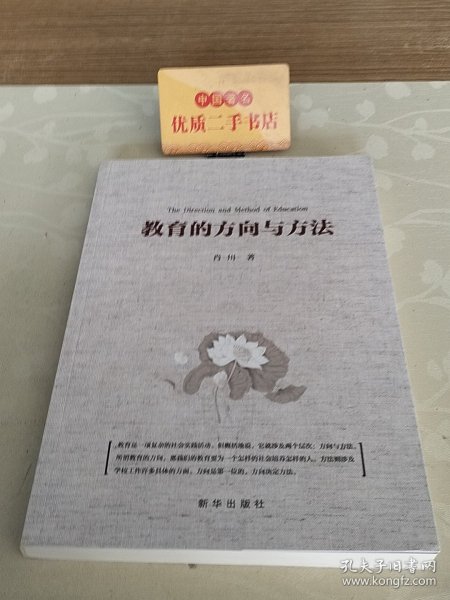 中国著名
优质二手书店
The Direction and Method of Education
教育的方向与方法
肖川 著
教育是一项复杂的社会实践活动，但概括地说，它就涉及两个层次：方向与方法。
所谓教育的方向，即我们的教育要为一个怎样的社会培养怎样的人。方法则涉及
学校工作许多具体的方面。方向是第一位的，方向决定方法。
新华出版社
孔夫子旧书网
www.kongfz.com